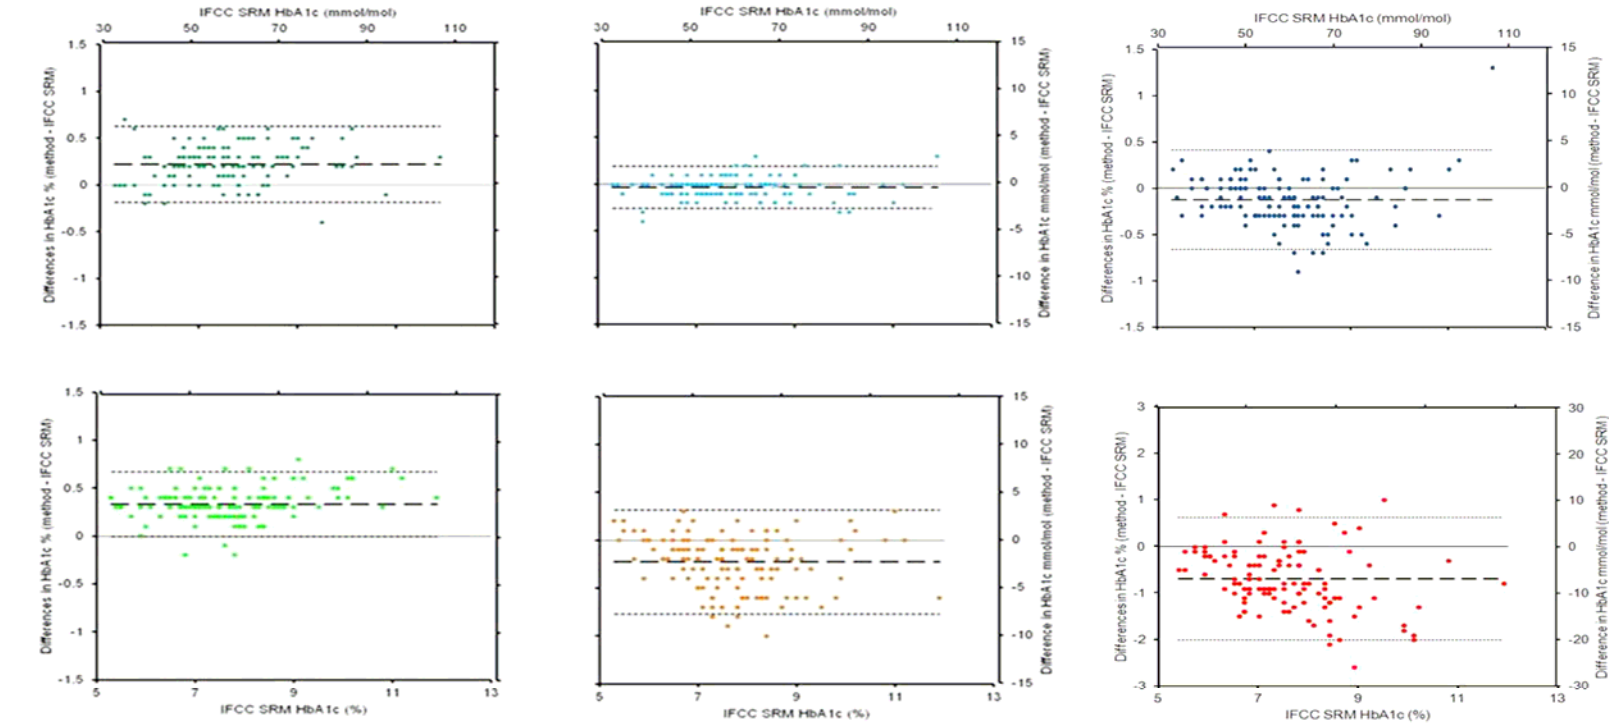 IFCC SRM HbA1c (mmol/mol)
30 50 70 90 110
1.5
1
0.5
0
-0.5
-1
-1.5
Differences in HbA1c % (method - IFCC SRM)
IFCC SRM HbA1c (mmol/mol)
30 50 70 90 110
15
10
5
0
-5
-10
-15
Difference in HbA1c mmol/mol (method - IFCC SRM)
IFCC SRM HbA1c (mmol/mol)
30 50 70 90 110
1.5
1
0.5
0
-0.5
-1
-1.5
Differences in HbA1c % (method - IFCC SRM)
15
10
5
0
-5
-10
-15
Difference in HbA1c mmol/mol (method - IFCC SRM)
1.5
1
0.5
0
-0.5
-1
-1.5
Differences in HbA1c % (method - IFCC SRM)
5 7 9 11 13
IFCC SRM HbA1c (%)
15
10
5
0
-5
-10
-15
Difference in HbA1c mmol/mol (method - IFCC SRM)
5 7 9 11 13
IFCC SRM HbA1c (%)
3
2
1
0
-1
-2
-3
Differences in HbA1c % (method - IFCC SRM)
30
20
10
0
-10
-20
-30
Difference in HbA1c mmol/mol (method - IFCC SRM)
5 7 9 11 13
IFCC SRM HbA1c (%)